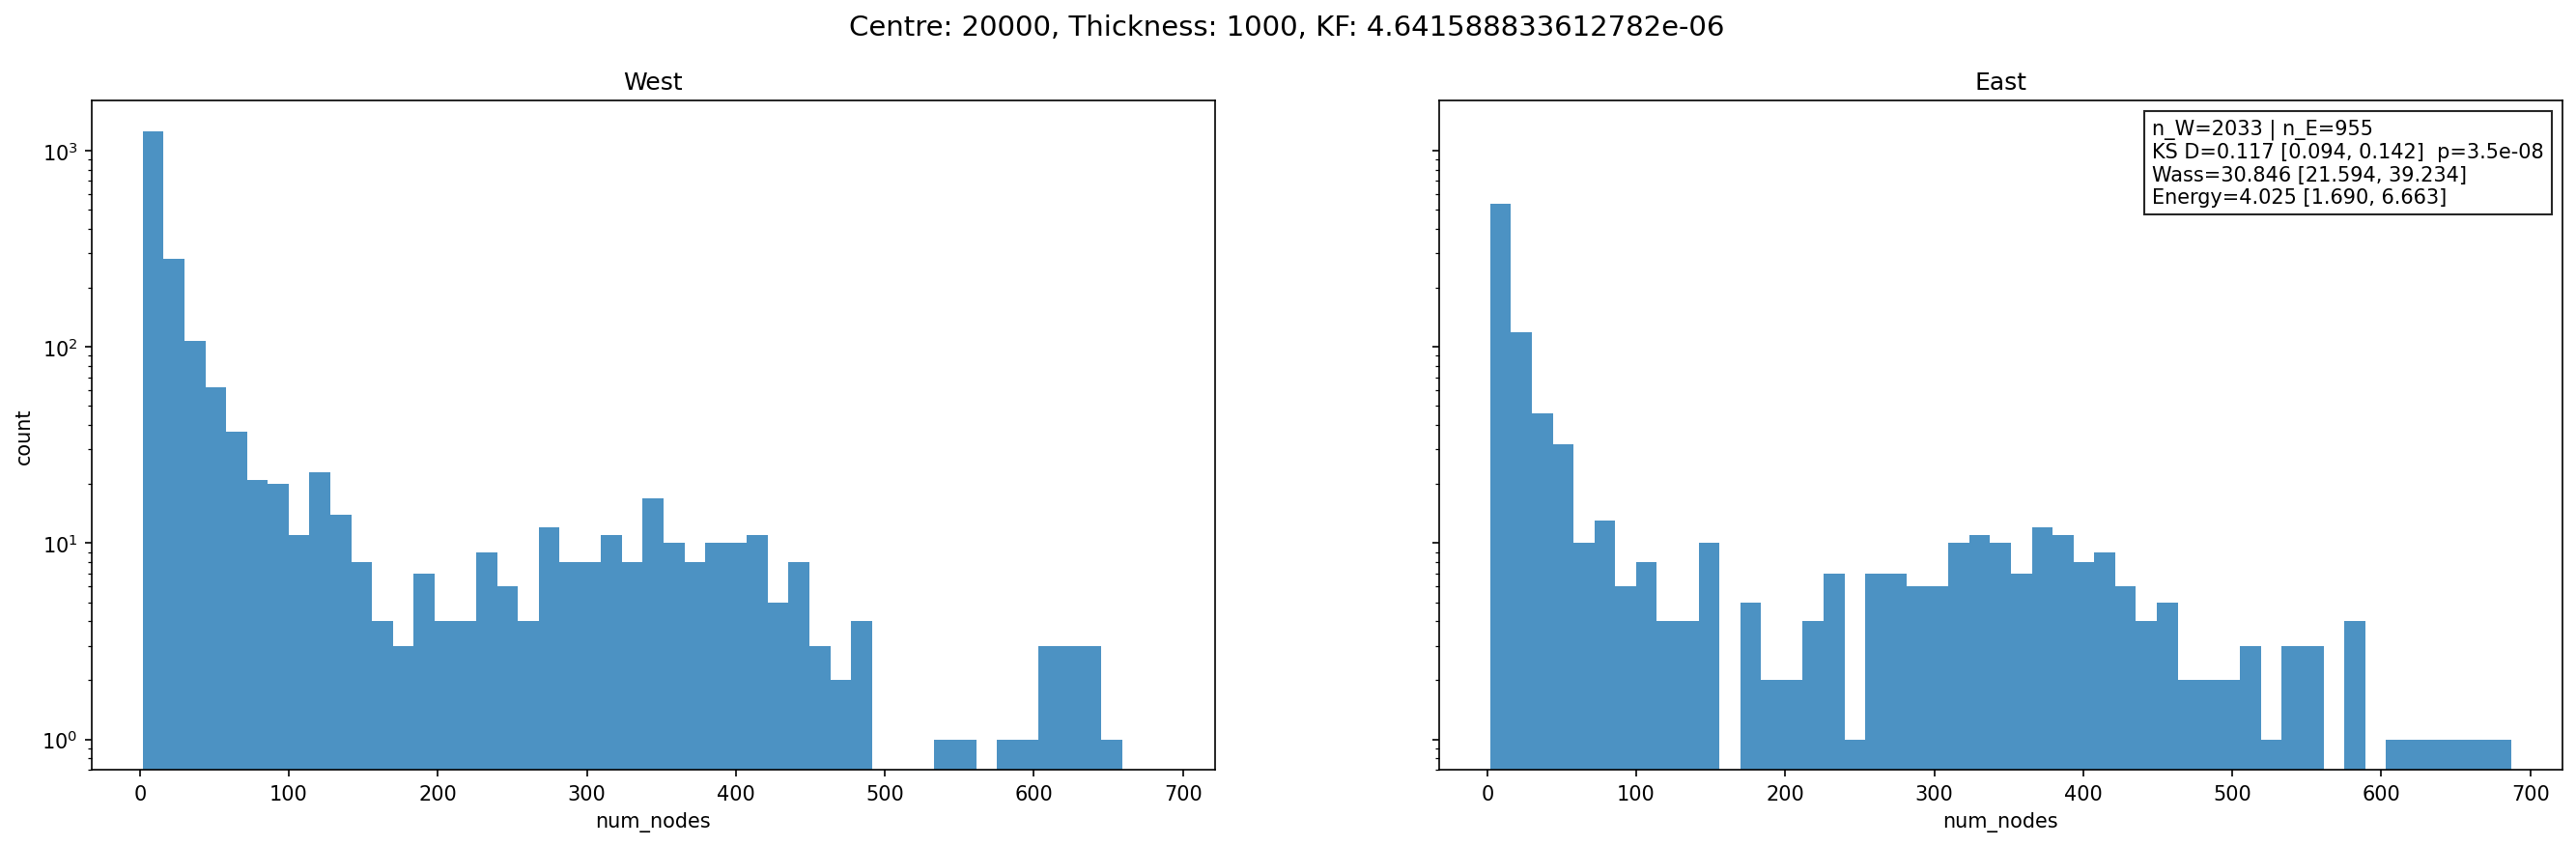 Centre: 20000, Thickness: 1000, KF: 4.641588833612782e-06
West
10³
10²
10¹
10⁰
count
0 100 200 300 400 500 600 700
num_nodes
East
n_W=2033 | n_E=955
KS D=0.117 [0.094, 0.142]  p=3.5e-08
Wass=30.846 [21.594, 39.234]
Energy=4.025 [1.690, 6.663]
0 100 200 300 400 500 600 700
num_nodes